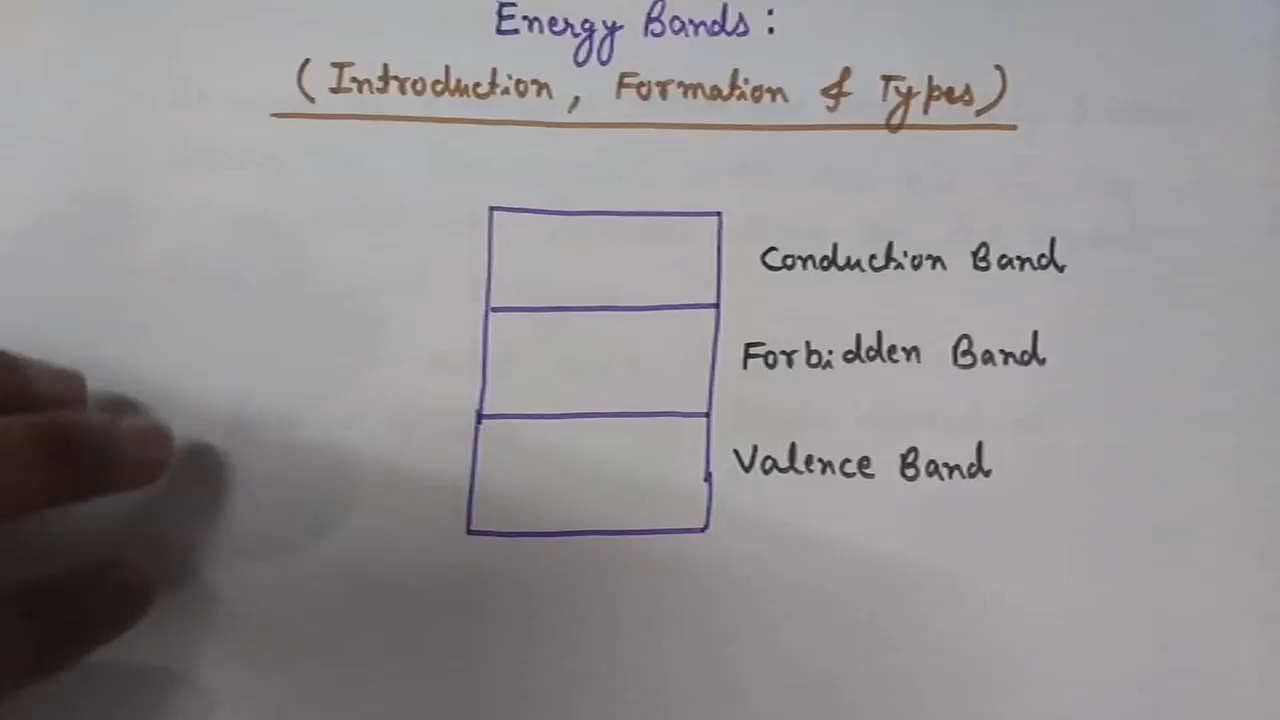 Energy Bands:
(Introduction, Formation & Types)
Conduction Band
Forbidden Band
Valence Band